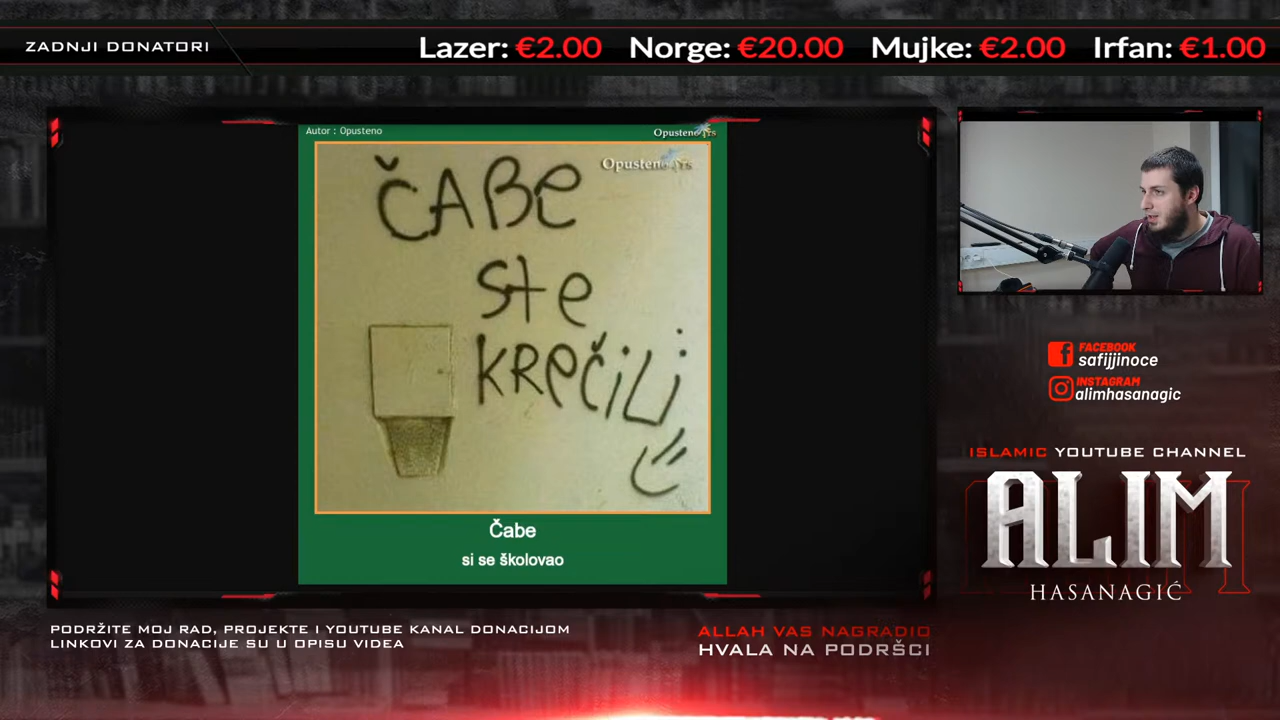 ZADNJI DONATORI
Lazer: €2.00 Norge: €20.00 Mujke: €2.00 Irfan: €1.00
Autor : Opusteno
Opusteno.rs
Opusteno.rs
ČABE
ste
KREČiLi
Čabe
si se školovao
FACEBOOK
safijjinoce
INSTAGRAM
alimhasanagic
ISLAMIC YOUTUBE CHANNEL
ALIM
HASANAGIĆ
PODRŽITE MOJ RAD, PROJEKTE I YOUTUBE KANAL DONACIJOM
LINKOVI ZA DONACIJE SU U OPISU VIDEA
ALLAH VAS NAGRADIO
HVALA NA PODRŠCI